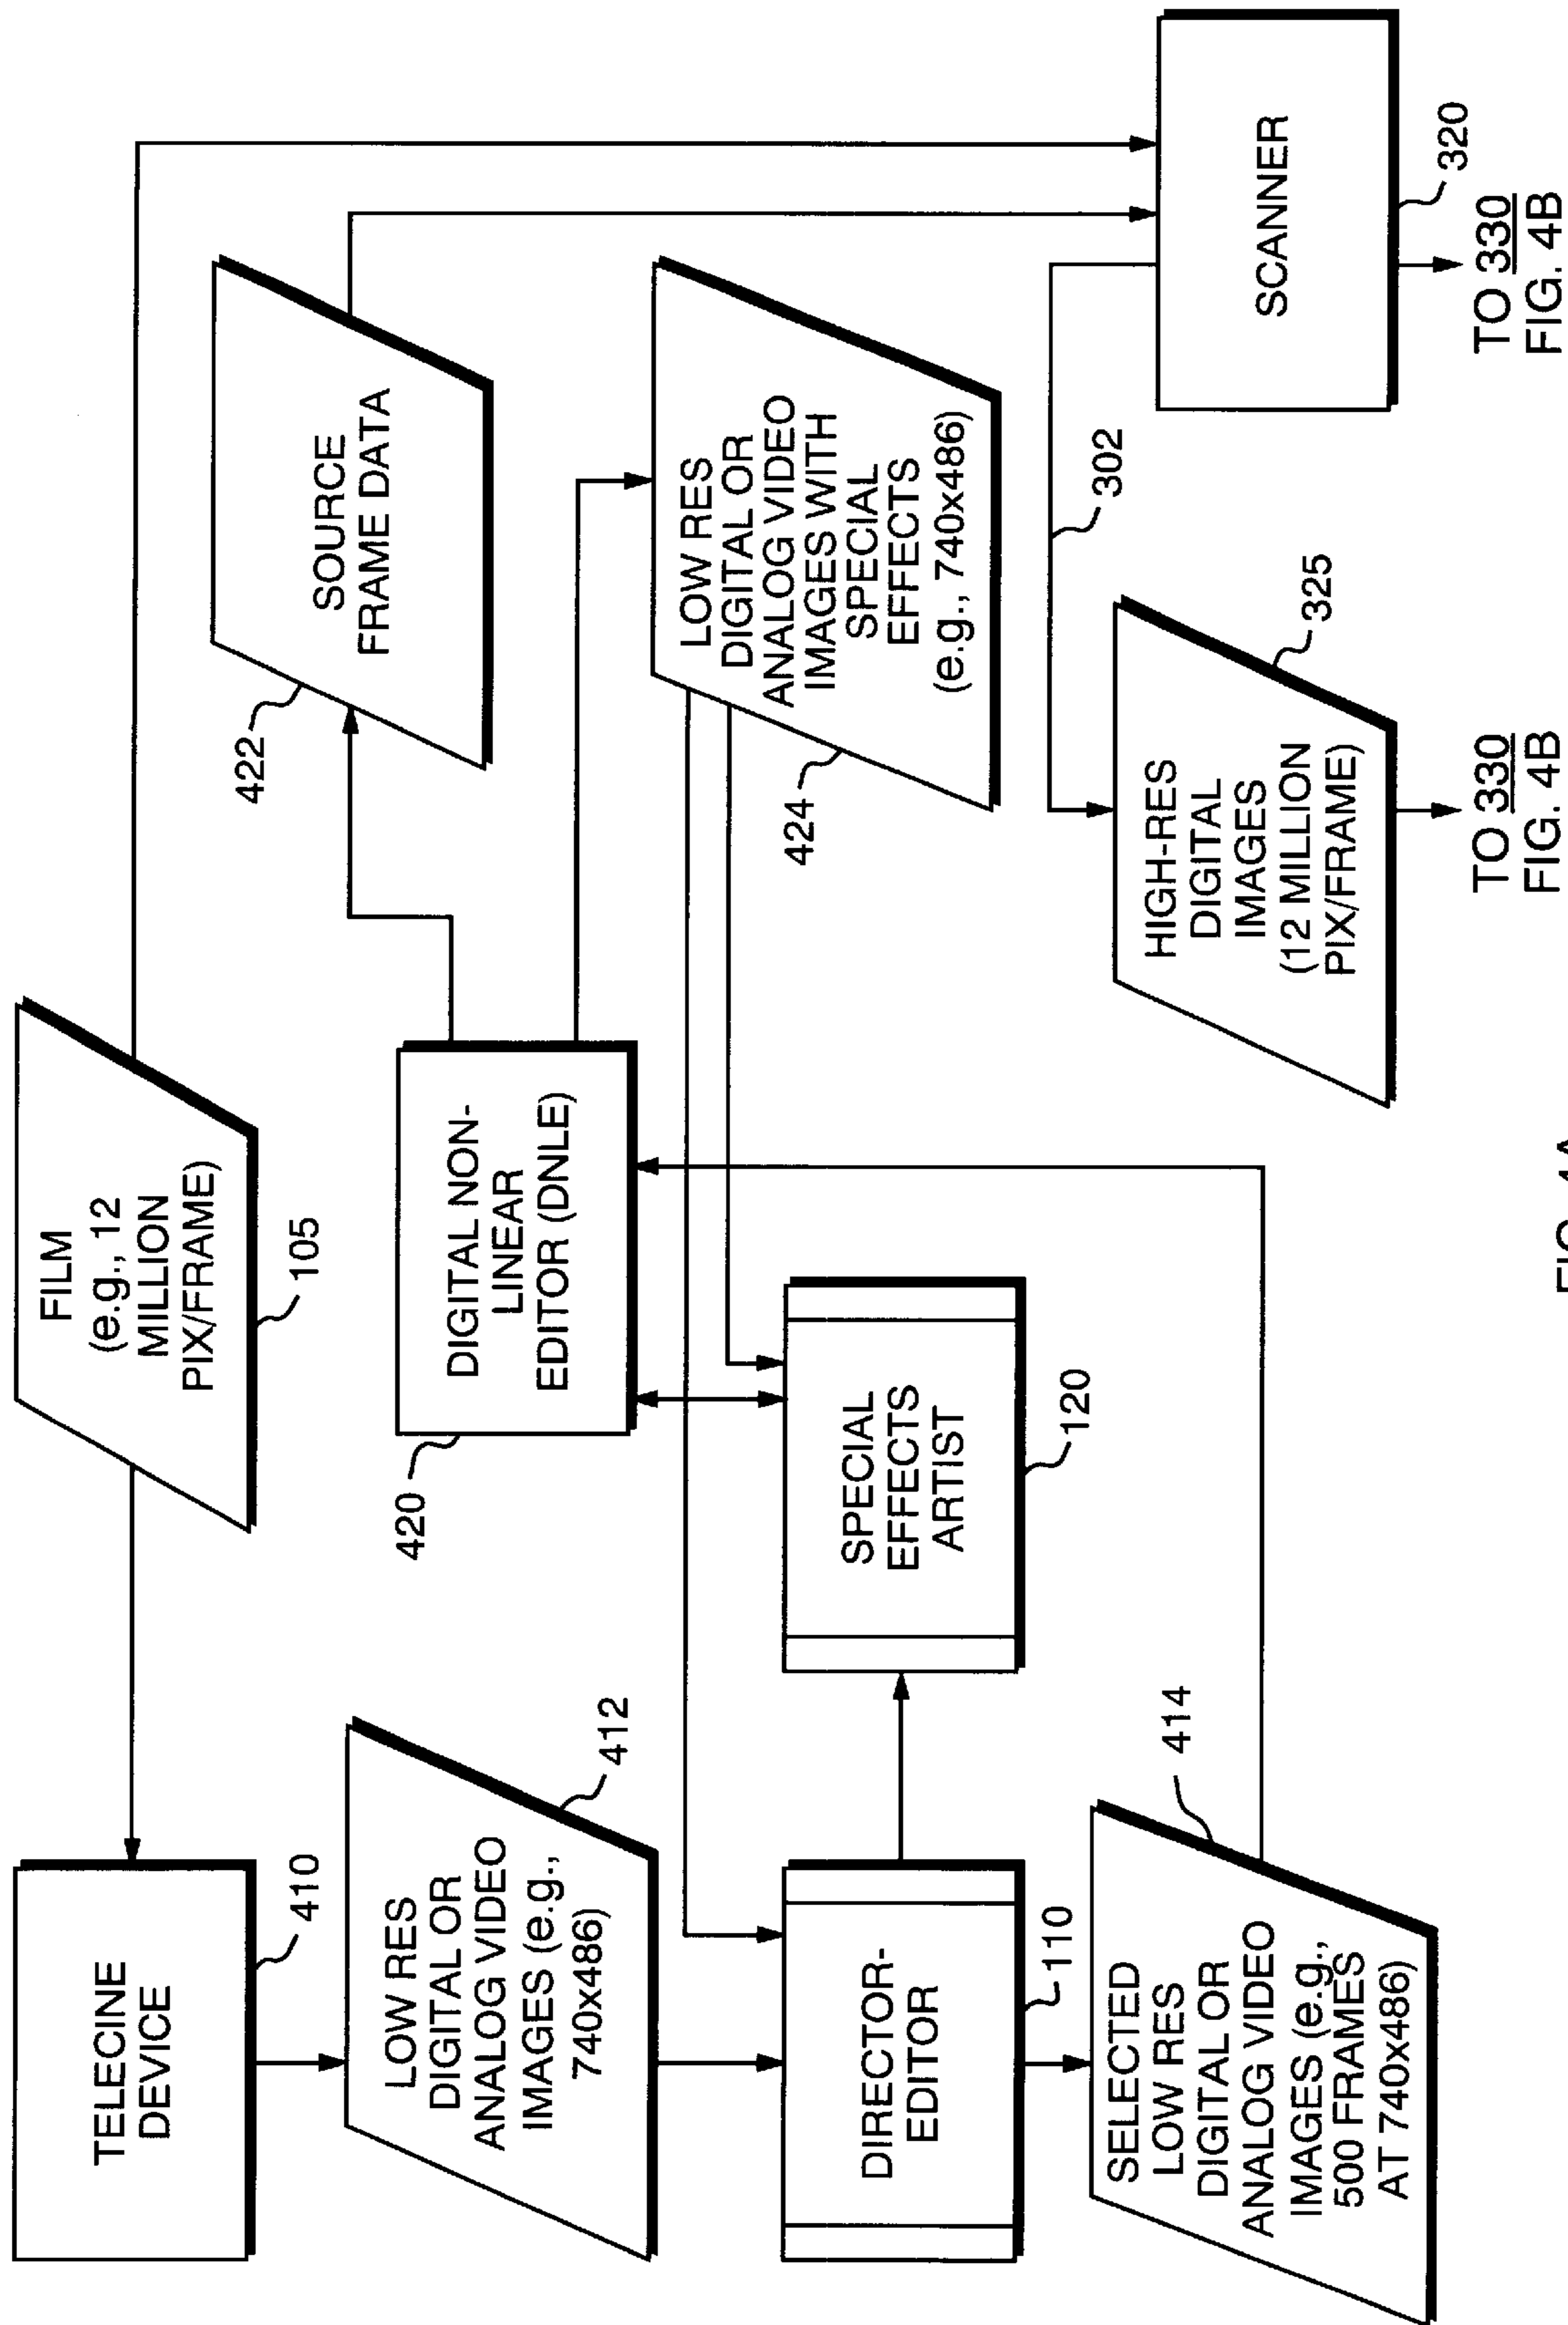 TELECINE
DEVICE
410
FILM
(e.g., 12
MILLION
PIX/FRAME)
105
LOW RES
DIGITAL OR
ANALOG VIDEO
IMAGES (e.g.,
740x486)
412
DIGITAL NON-
LINEAR
EDITOR (DNLE)
420
SOURCE
FRAME DATA
422
DIRECTOR-
EDITOR
110
SPECIAL
EFFECTS
ARTIST
120
LOW RES
DIGITAL OR
ANALOG VIDEO
IMAGES WITH
SPECIAL
EFFECTS
(e.g., 740x486)
424
SELECTED
LOW RES
DIGITAL OR
ANALOG VIDEO
IMAGES (e.g.,
500 FRAMES
AT 740x486)
414
302
HIGH-RES
DIGITAL
IMAGES
(12 MILLION
PIX/FRAME)
325
SCANNER
320
TO 330
FIG. 4B
TO 330
FIG. 4B
FIG. 4A